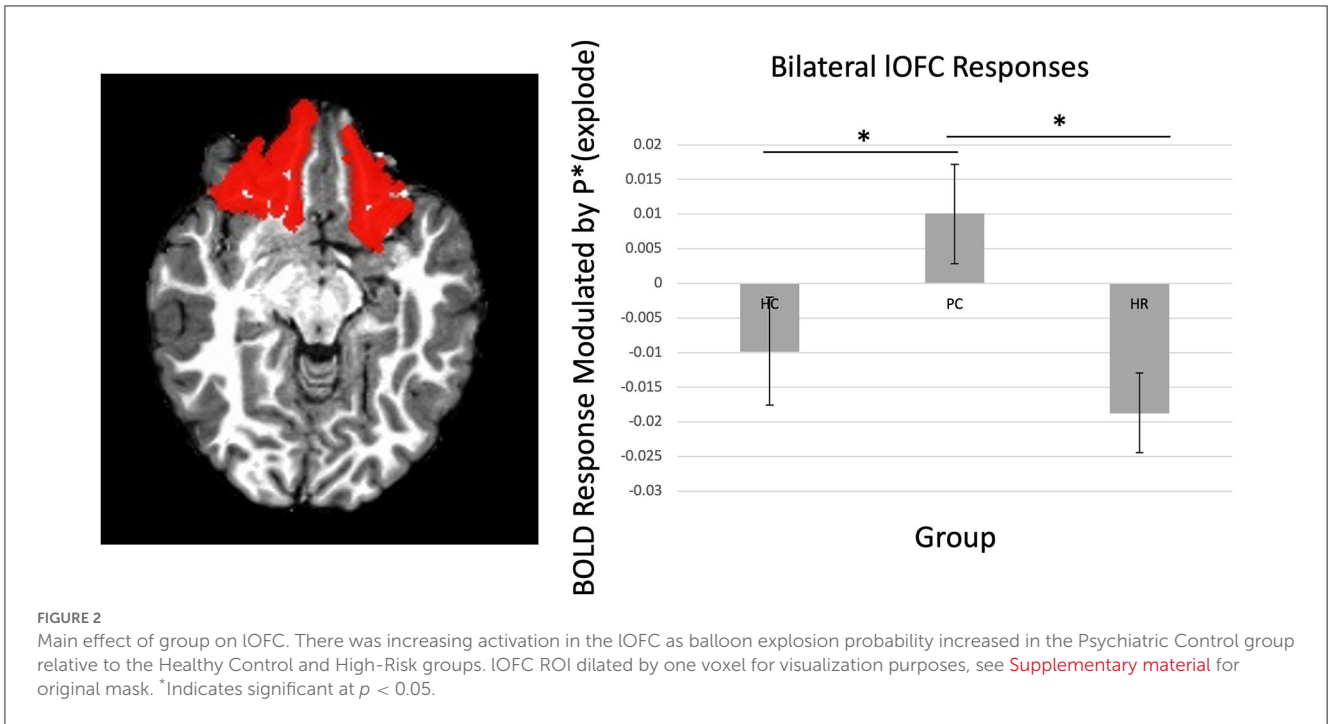 Bilateral lOFC Responses
BOLD Response Modulated by P*(explode)
*
*
0.02
0.015
0.01
0.005
0
-0.005
-0.01
-0.015
-0.02
-0.025
-0.03
HC
PC
HR
Group
FIGURE 2
Main effect of group on lOFC. There was increasing activation in the lOFC as balloon explosion probability increased in the Psychiatric Control group
relative to the Healthy Control and High-Risk groups. lOFC ROI dilated by one voxel for visualization purposes, see Supplementary material for
original mask. *Indicates significant at p < 0.05.